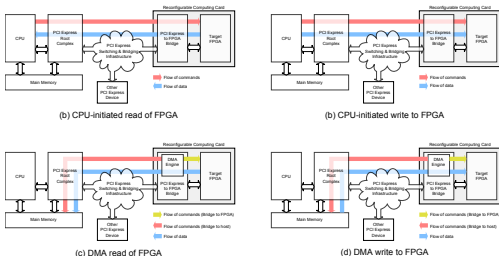 Reconfigurable Computing Card
CPU
PCI Express
Root
Complex
PCI Express
Switching & Bridging
Infrastructure
PCI Express
to FPGA
Bridge
Target
FPGA
Main Memory
Other
PCI Express
Device
Flow of commands
Flow of data
(b) CPU-initiated read of FPGA
Reconfigurable Computing Card
CPU
PCI Express
Root
Complex
PCI Express
Switching & Bridging
Infrastructure
PCI Express
to FPGA
Bridge
Target
FPGA
Main Memory
Other
PCI Express
Device
Flow of commands
Flow of data
(b) CPU-initiated write to FPGA
Reconfigurable Computing Card
CPU
PCI Express
Root
Complex
PCI Express
Switching & Bridging
Infrastructure
DMA
Engine
PCI Express
to FPGA
Bridge
Target
FPGA
Main Memory
Other
PCI Express
Device
Flow of commands (Bridge to FPGA)
Flow of commands (Bridge to host)
Flow of data
(c) DMA read of FPGA
Reconfigurable Computing Card
CPU
PCI Express
Root
Complex
PCI Express
Switching & Bridging
Infrastructure
DMA
Engine
PCI Express
to FPGA
Bridge
Target
FPGA
Main Memory
Other
PCI Express
Device
Flow of commands (Bridge to FPGA)
Flow of commands (Bridge to host)
Flow of data
(d) DMA write to FPGA